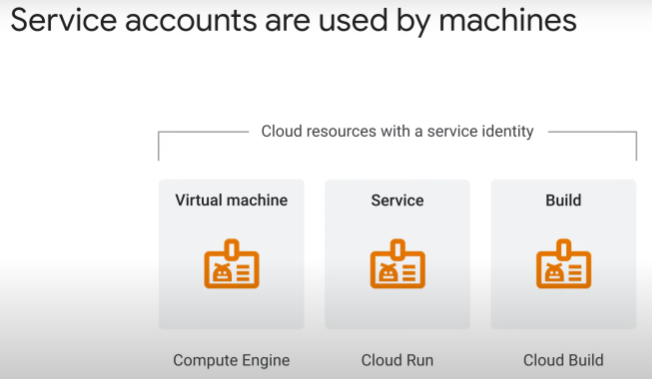 Service accounts are used by machines
Cloud resources with a service identity
Virtual machine
Service
Build
Compute Engine
Cloud Run
Cloud Build